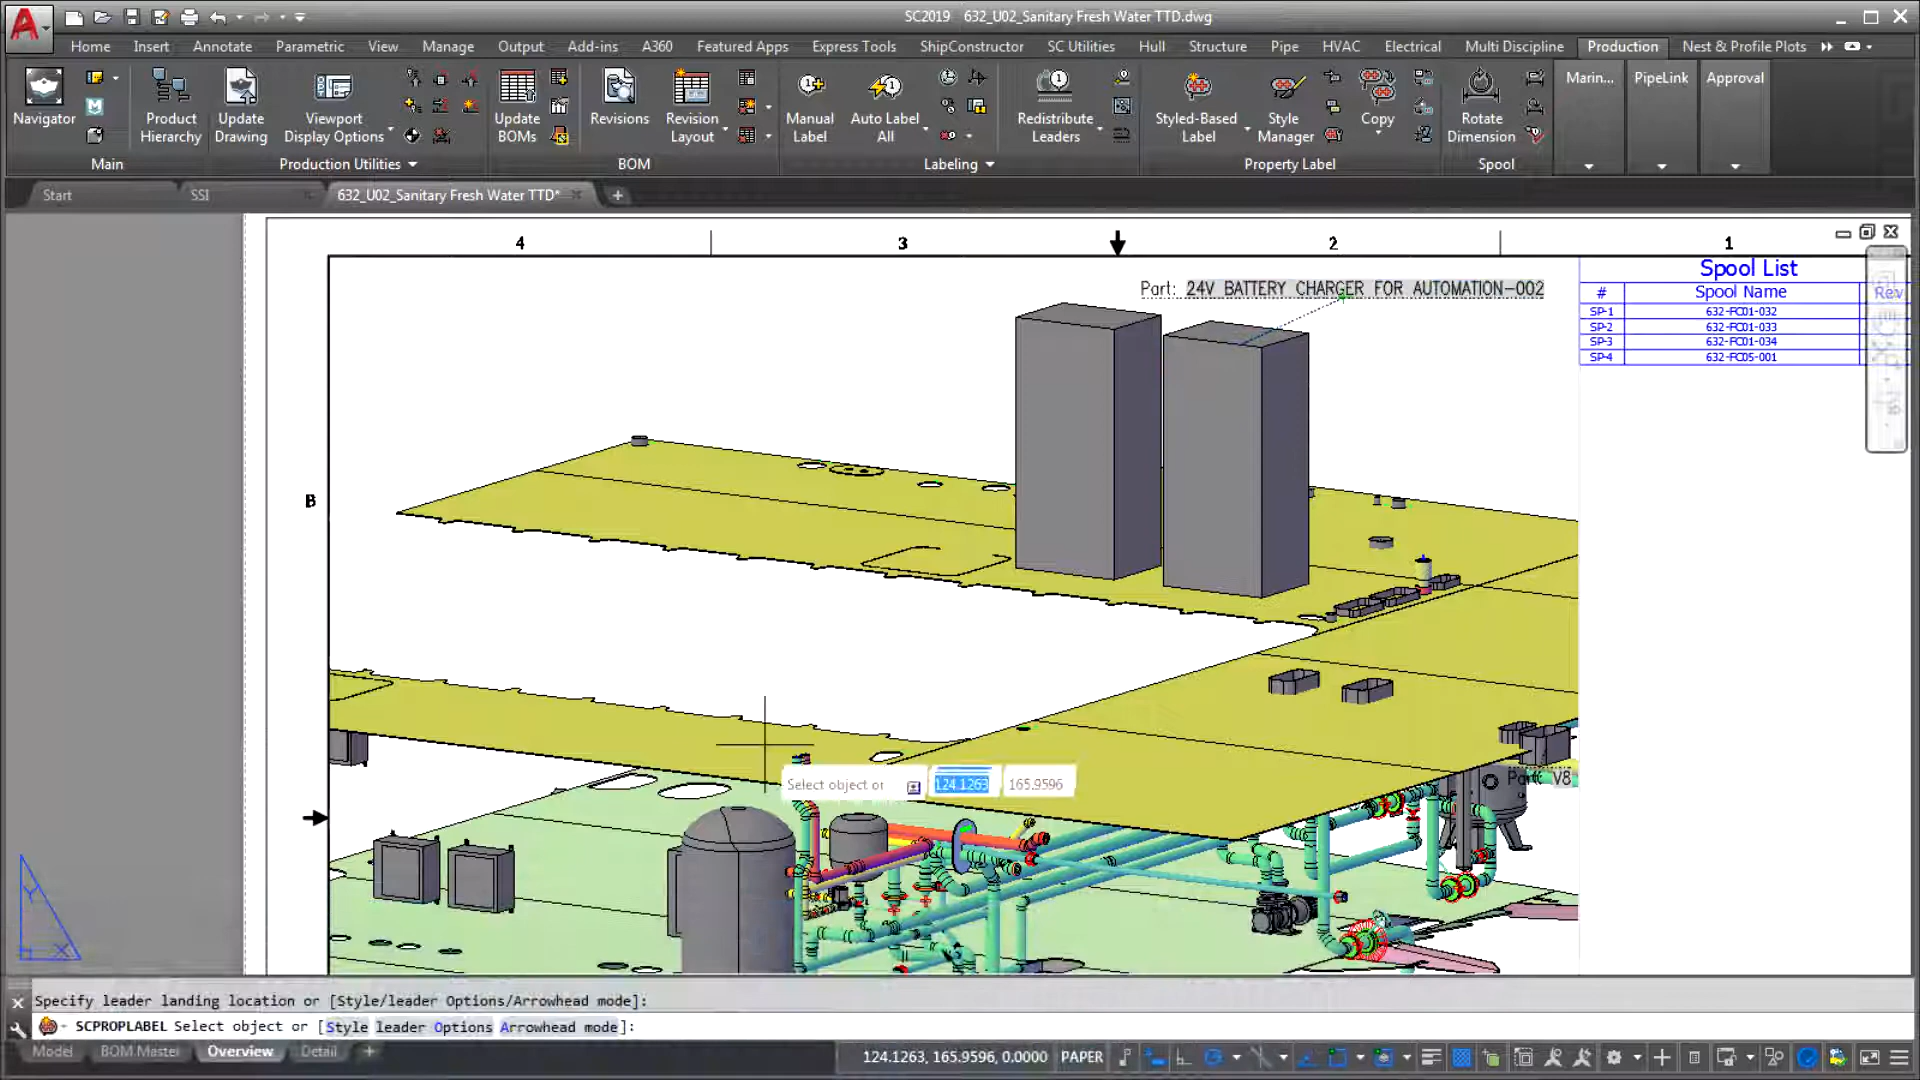 SC2019 632_U02_Sanitary Fresh Water TTD.dwg
Home Insert Annotate Parametric View Manage Output Add-ins A360 Featured Apps Express Tools ShipConstructor SC Utilities Hull Structure Pipe HVAC Electrical Multi Discipline Production Nest & Profile Plots
Navigator
Product Hierarchy
Update Drawing
Viewport Display Options
Update BOMs
Revisions
Revision Layout
Manual Label
Auto Label All
Redistribute Leaders
Styled-Based Label
Style Manager
Copy
Rotate Dimension
Marin... PipeLink Approval
Main Production Utilities BOM Labeling Property Label Spool
Start SSI 632_U02_Sanitary Fresh Water TTD*
4 3 2 1
Part: 24V BATTERY CHARGER FOR AUTOMATION-002
Spool List
# Spool Name Rev
SP-1 632-FC01-032
SP-2 632-FC01-033
SP-3 632-FC01-034
SP-4 632-FC05-001
B
Part: V8
Select object or 124.1263 165.9596
Specify leader landing location or [Style/leader Options/Arrowhead mode]:
SCPROPLABEL Select object or [Style leader Options Arrowhead mode]:
Model BOM Master Overview Detail +
124.1263, 165.9596, 0.0000 PAPER